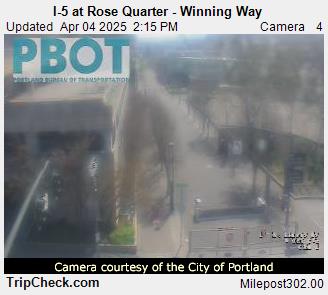 I-5 at Rose Quarter - Winning Way
Updated Apr 04 2025 2:15 PM Camera 4
PBOT
PORTLAND BUREAU OF TRANSPORTATION
Camera courtesy of the City of Portland
TripCheck.com Milepost302.00